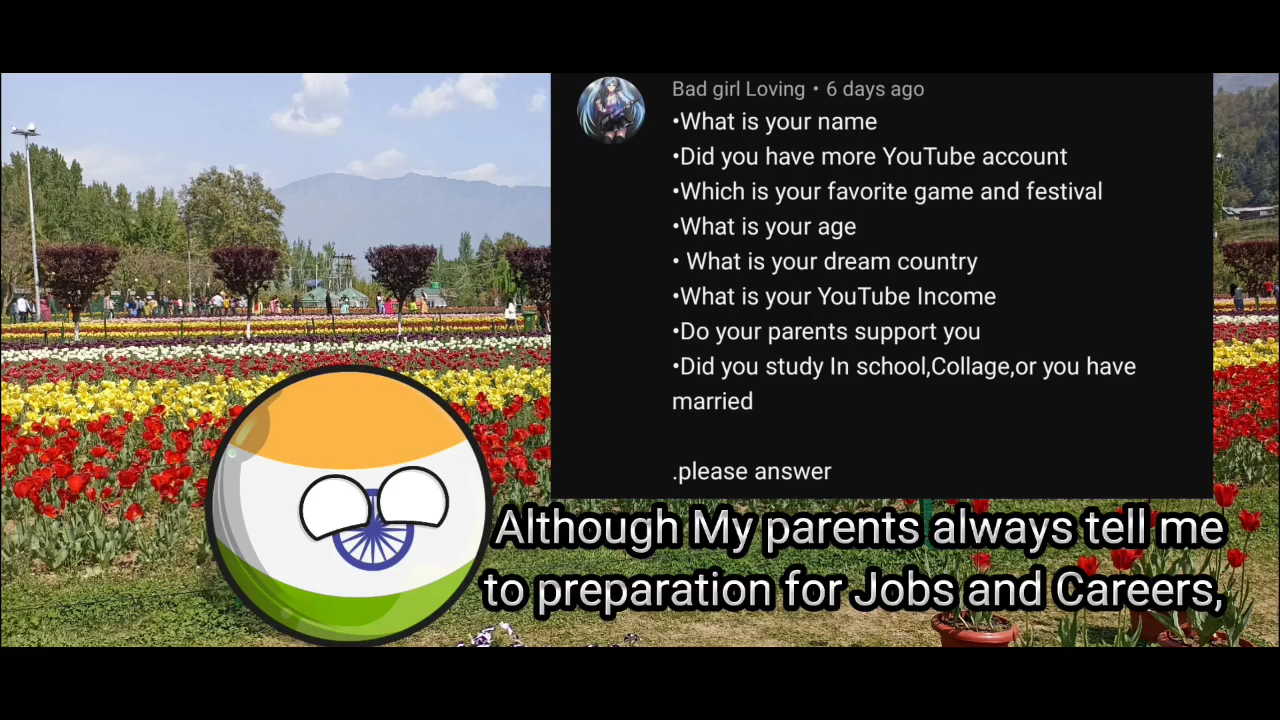 Bad girl Loving • 6 days ago
•What is your name
•Did you have more YouTube account
•Which is your favorite game and festival
•What is your age
• What is your dream country
•What is your YouTube Income
•Do your parents support you
•Did you study In school,Collage,or you have
married
.please answer
Although My parents always tell me
to preparation for Jobs and Careers,